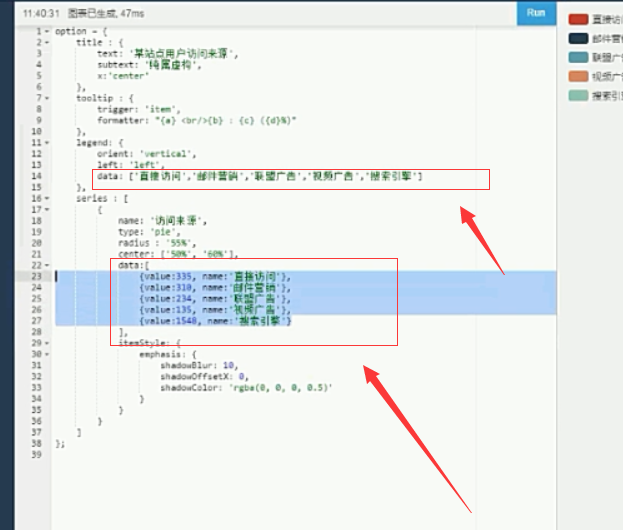 11:40:31 图表已生成, 47ms
Run
1 option = {
2 title : {
3 text: '某站点用户访问来源',
4 subtext: '纯属虚构',
5 x:'center'
6 },
7 tooltip : {
8 trigger: 'item',
9 formatter: "{a} <br/>{b} : {c} ({d}%)"
10 },
11 legend: {
12 orient: 'vertical',
13 left: 'left',
14 data: ['直接访问','邮件营销','联盟广告','视频广告','搜索引擎']
15 },
16 series : [
17 {
18 name: '访问来源',
19 type: 'pie',
20 radius : '55%',
21 center: ['50%', '60%'],
22 data:[
23 {value:335, name:'直接访问'},
24 {value:310, name:'邮件营销'},
25 {value:234, name:'联盟广告'},
26 {value:135, name:'视频广告'},
27 {value:1548, name:'搜索引擎'}
28 ],
29 itemStyle: {
30 emphasis: {
31 shadowBlur: 10,
32 shadowOffsetX: 0,
33 shadowColor: 'rgba(0, 0, 0, 0.5)'
34 }
35 }
36 }
37 ]
38 };
39
直接访
邮件营
联盟广
视频广
搜索引